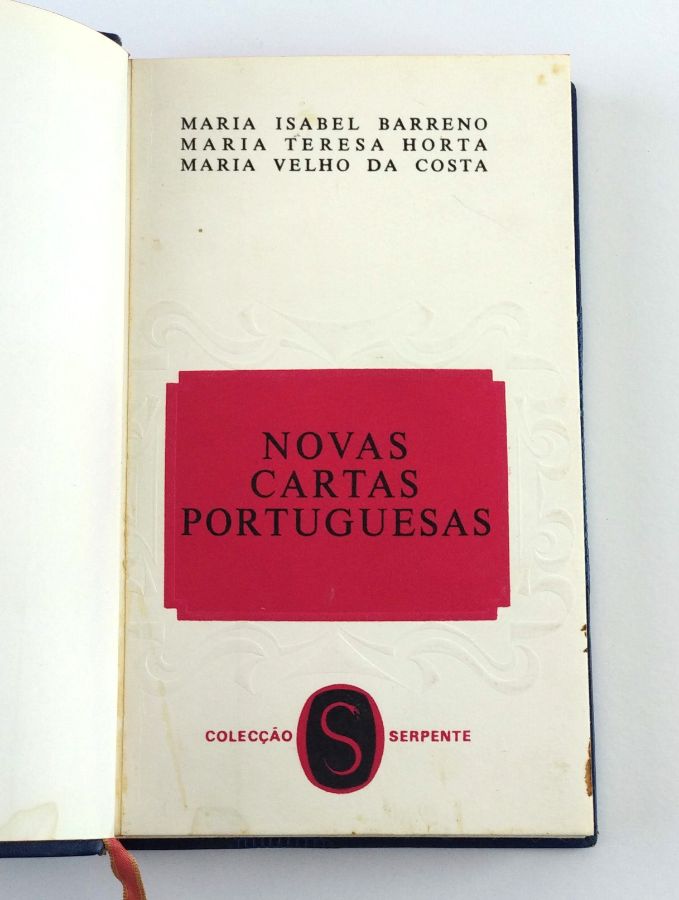 MARIA ISABEL BARRENO
MARIA TERESA HORTA
MARIA VELHO DA COSTA
NOVAS
CARTAS
PORTUGUESAS
COLECÇÃO S SERPENTE